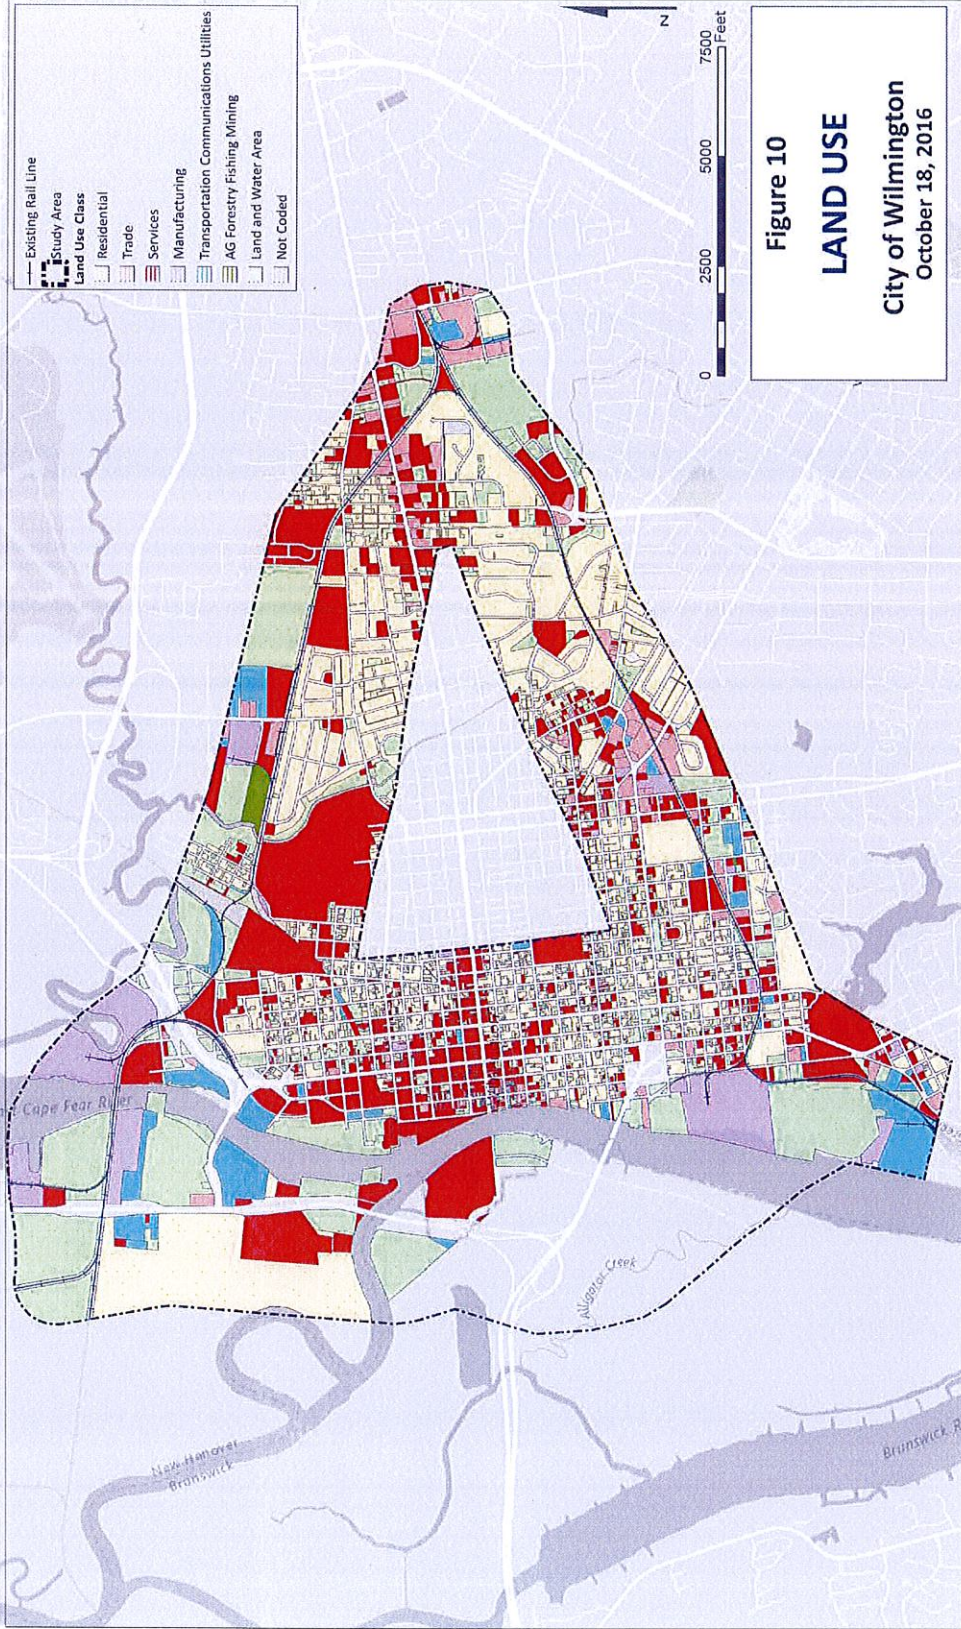 Existing Rail Line
Study Area
Land Use Class
Residential
Trade
Services
Manufacturing
Transportation Communications Utilities
AG Forestry Fishing Mining
Land and Water Area
Not Coded
N
0 2500 5000 7500
Feet
Figure 10
LAND USE
City of Wilmington
October 18, 2016
Cape Fear River
New Hanover
Brunswick
Alligator Creek
Brunswick R